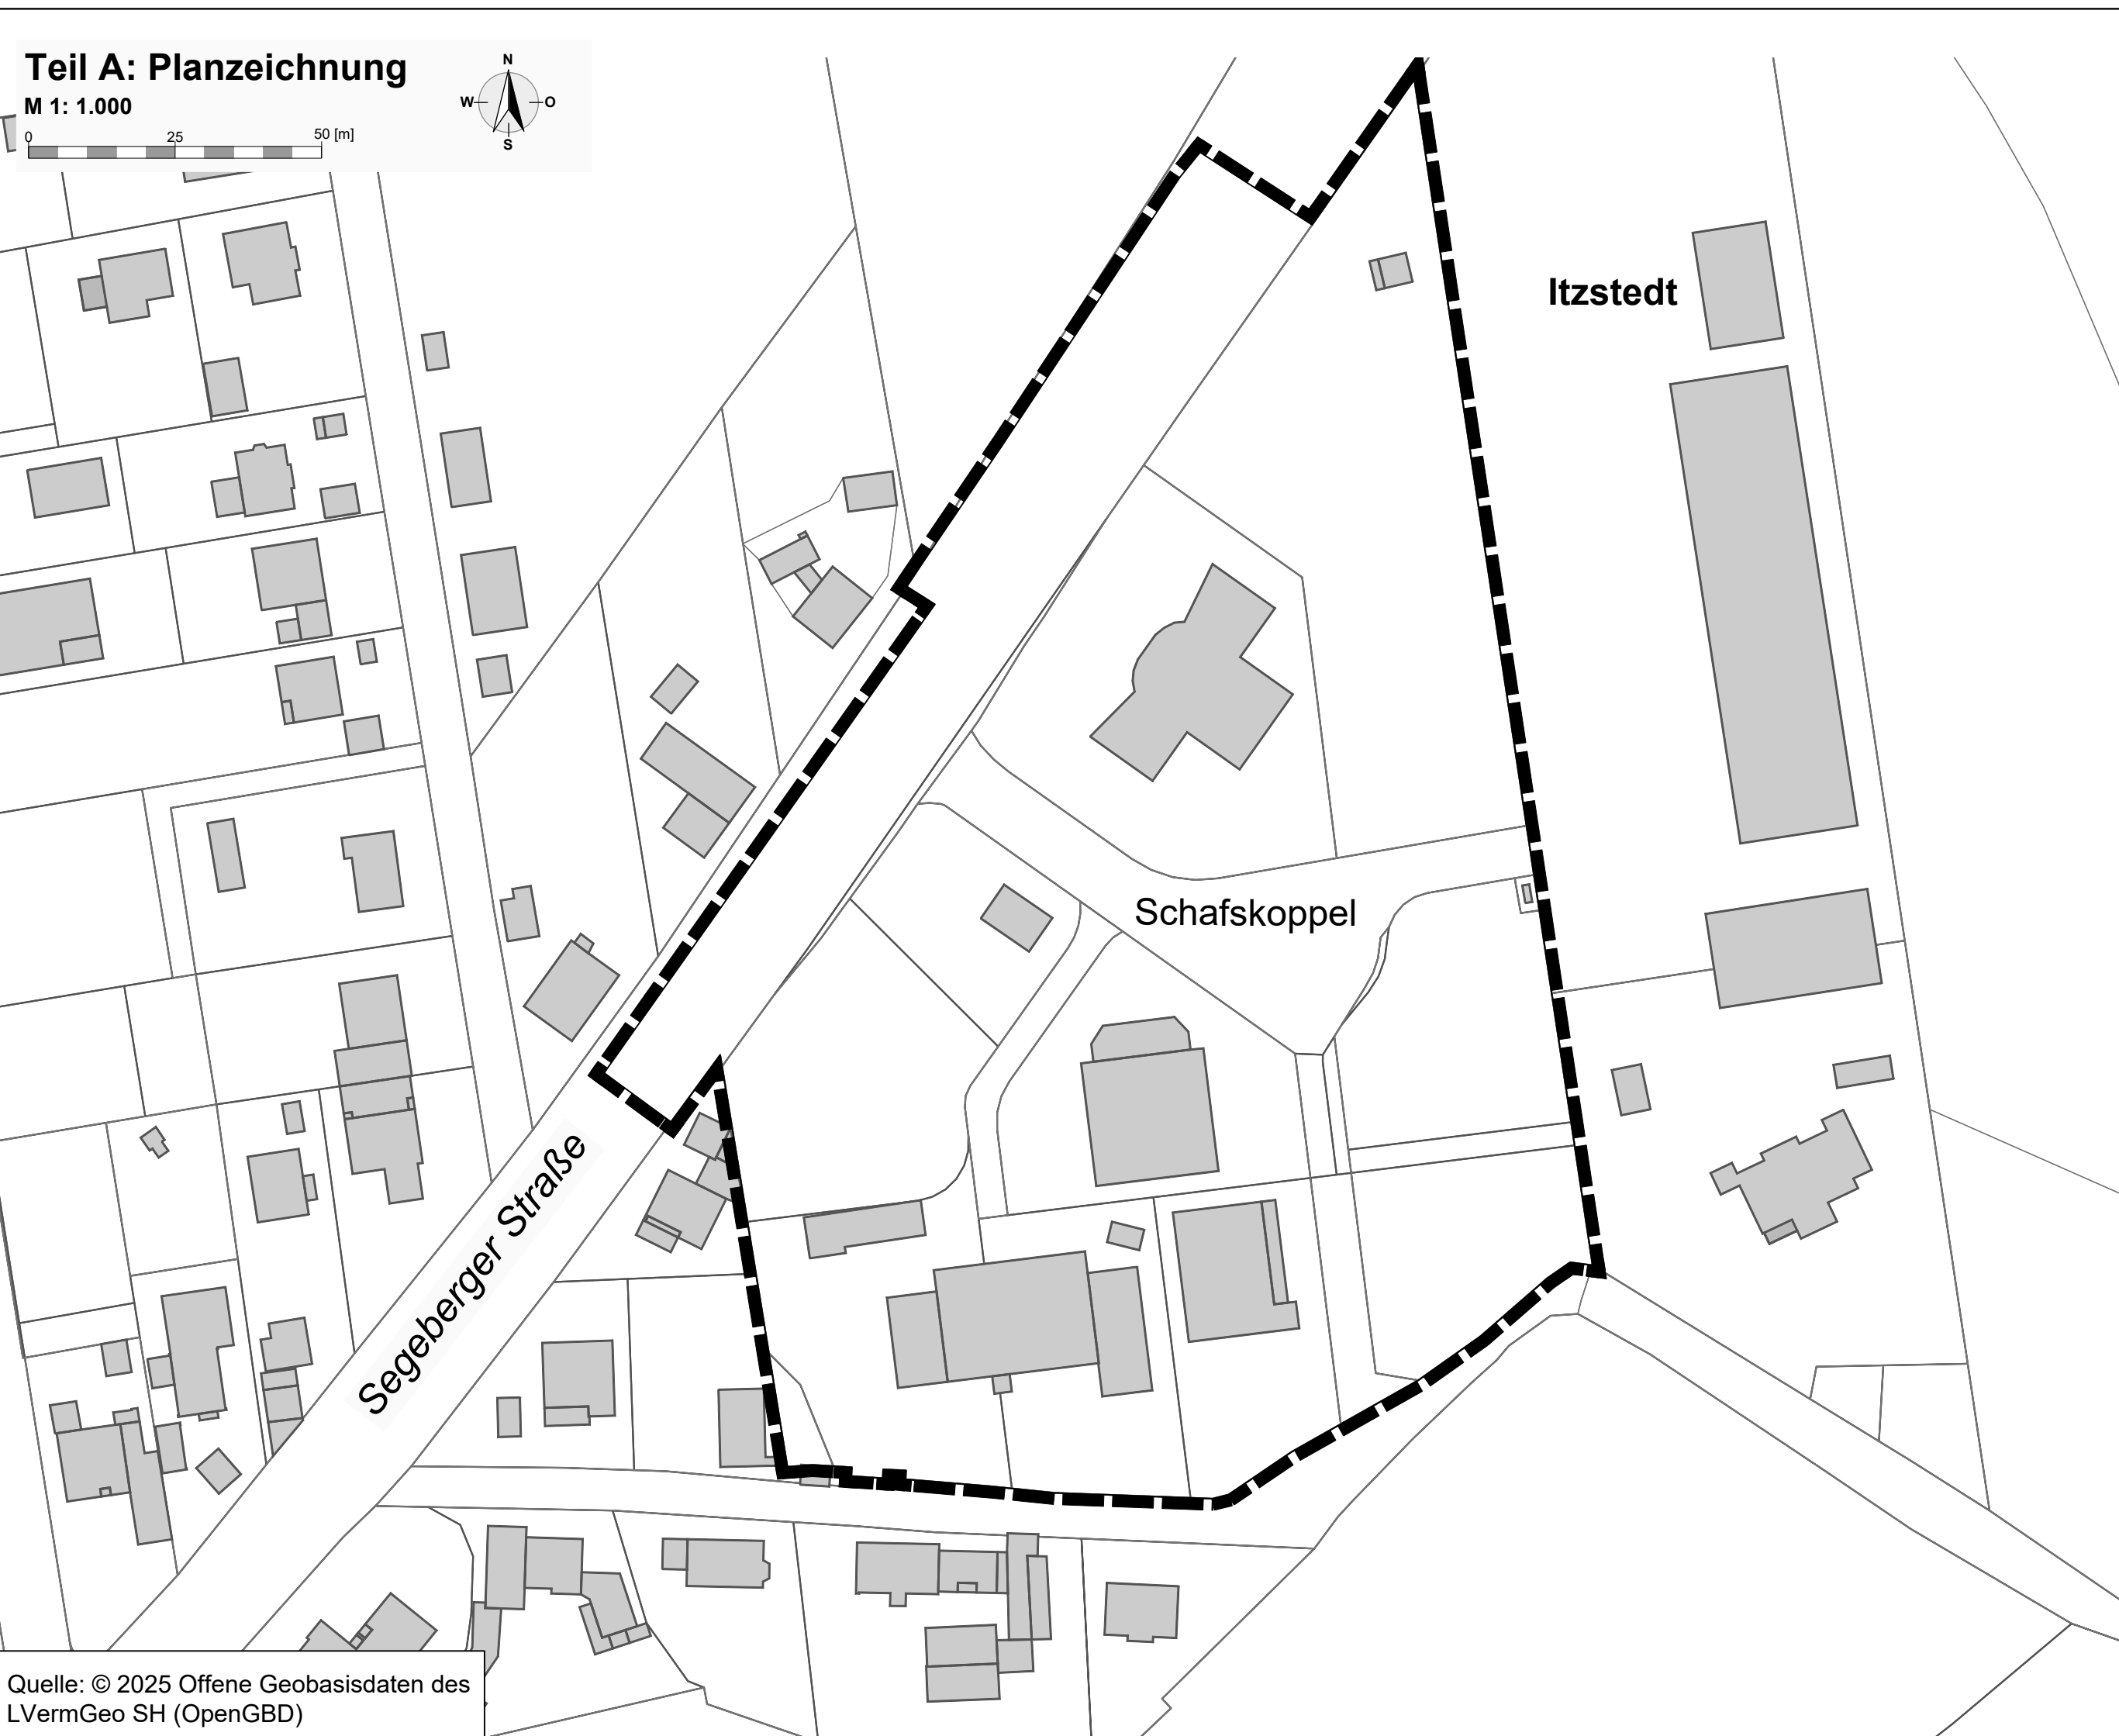 Teil A: Planzeichnung
M 1: 1.000
0 25 50 [m]
N
W O
S
Itzstedt
Schafskoppel
Segeberger Straße
Quelle: © 2025 Offene Geobasisdaten des
LVermGeo SH (OpenGBD)